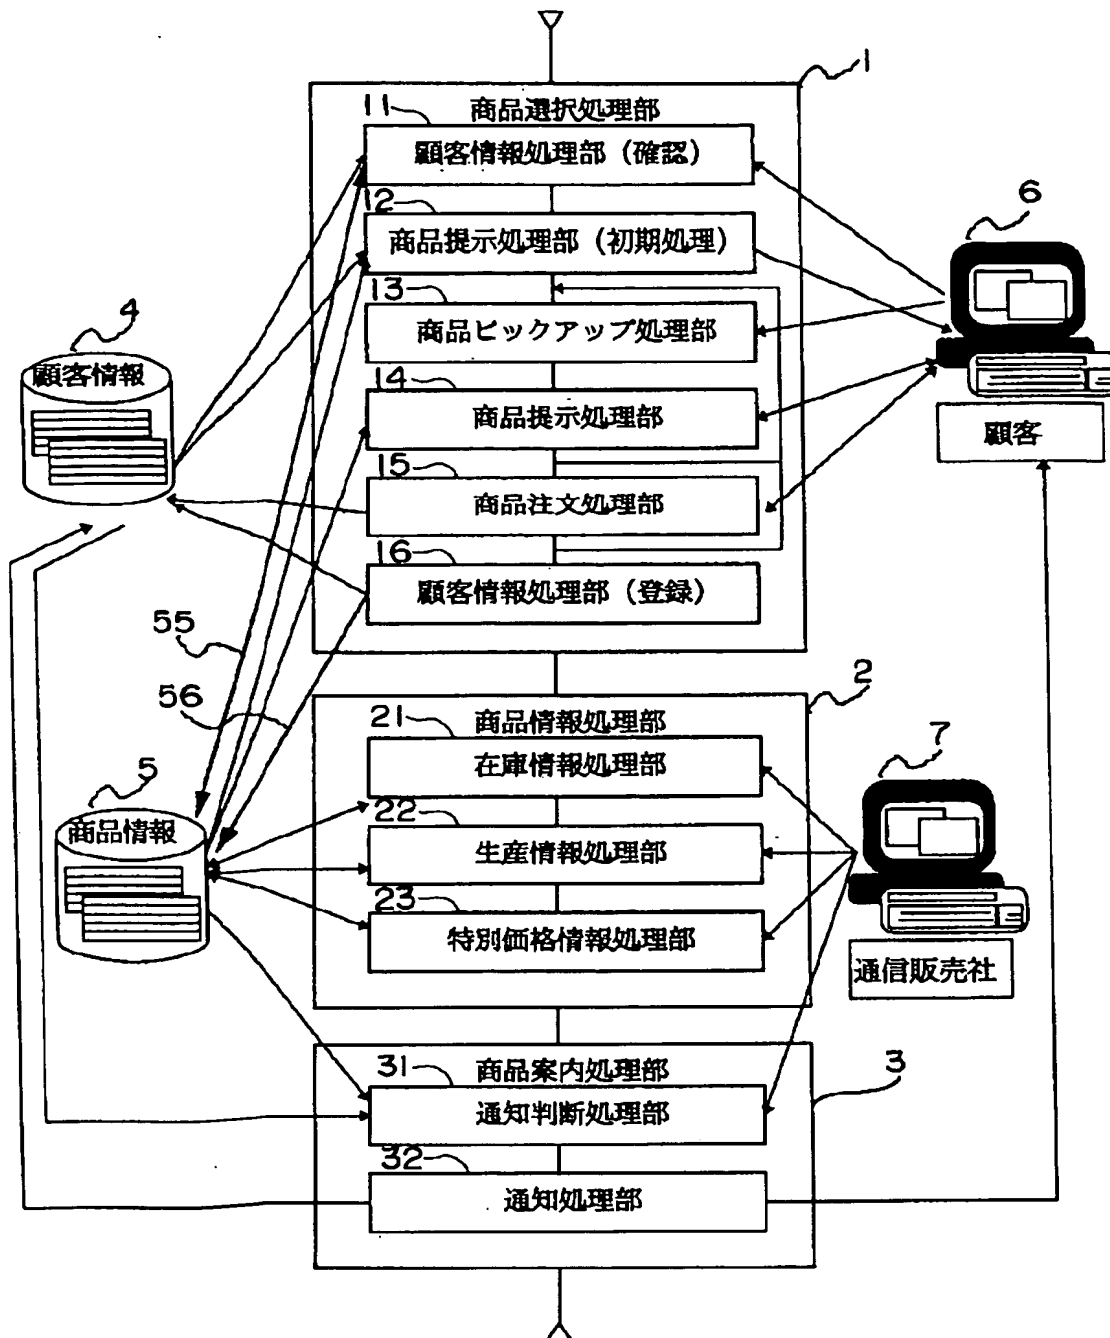 1
商品選択処理部
11
顧客情報処理部（確認）
12
商品提示処理部（初期処理）
6
13
商品ピックアップ処理部
4
顧客情報
14
商品提示処理部
顧客
15
商品注文処理部
16
顧客情報処理部（登録）
55
56
2
商品情報処理部
21
在庫情報処理部
7
5
商品情報
22
生産情報処理部
23
特別価格情報処理部
通信販売社
商品案内処理部
3
31
通知判断処理部
32
通知処理部